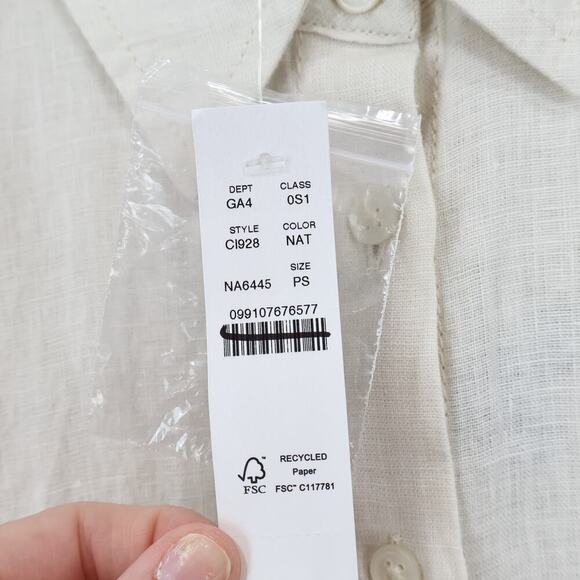 DEPT CLASS
GA4 0S1
STYLE COLOR
CI928 NAT
SIZE
NA6445 PS
099107676577
RECYCLED
Paper
FSC
FSC™ C117781